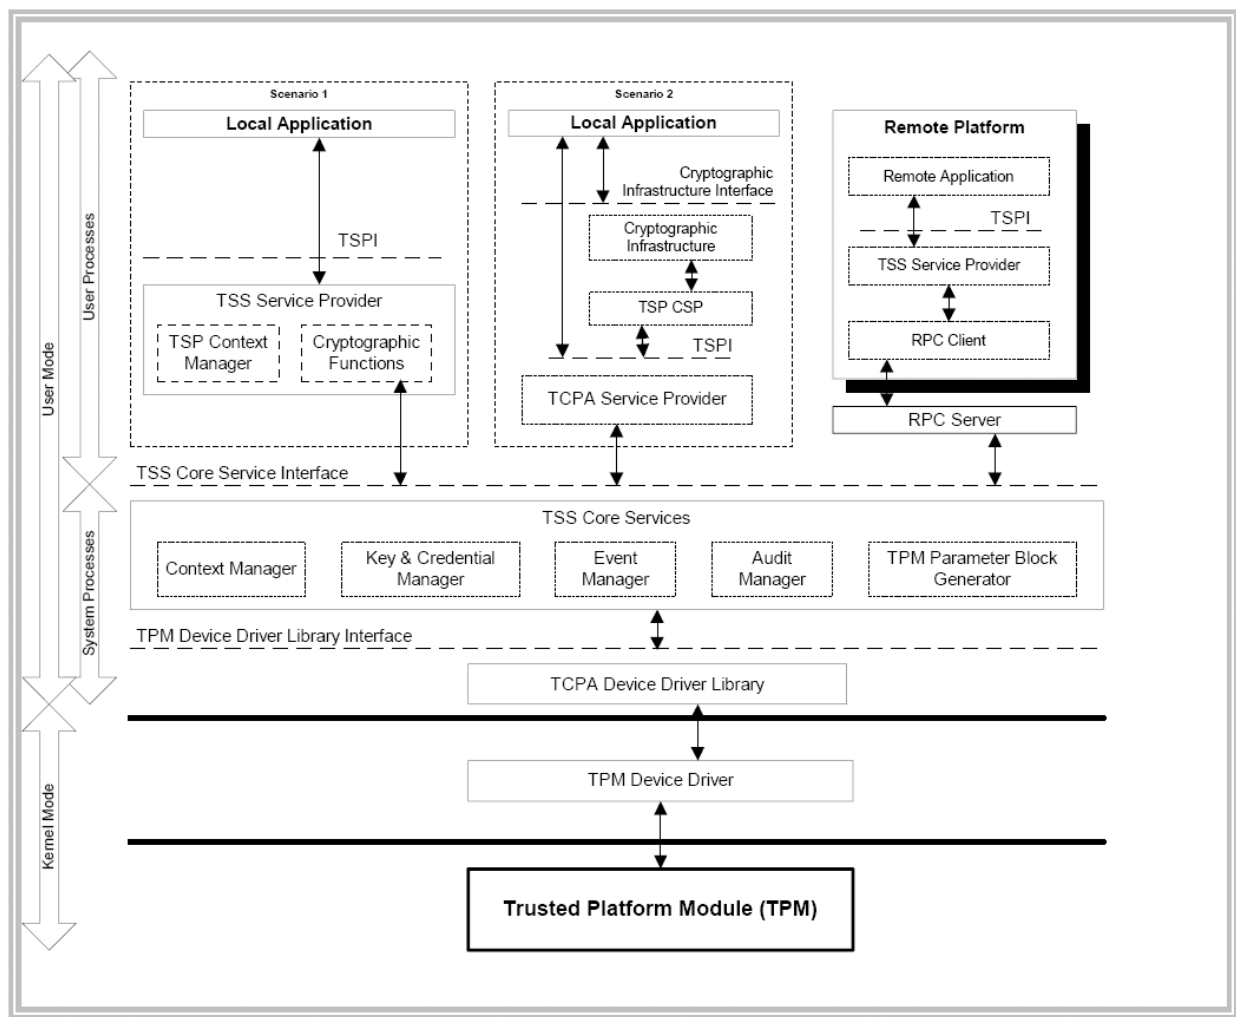 Scenario 1
Local Application
TSPI
TSS Service Provider
TSP Context
Manager
Cryptographic
Functions
Scenario 2
Local Application
Cryptographic
Infrastructure Interface
Cryptographic
Infrastructure
TSP CSP
TSPI
TCPA Service Provider
Remote Platform
Remote Application
TSPI
TSS Service Provider
RPC Client
RPC Server
User Processes
User Mode
TSS Core Service Interface
TSS Core Services
Context Manager
Key & Credential
Manager
Event
Manager
Audit
Manager
TPM Parameter Block
Generator
System Processes
TPM Device Driver Library Interface
TCPA Device Driver Library
TPM Device Driver
Kernel Mode
Trusted Platform Module (TPM)